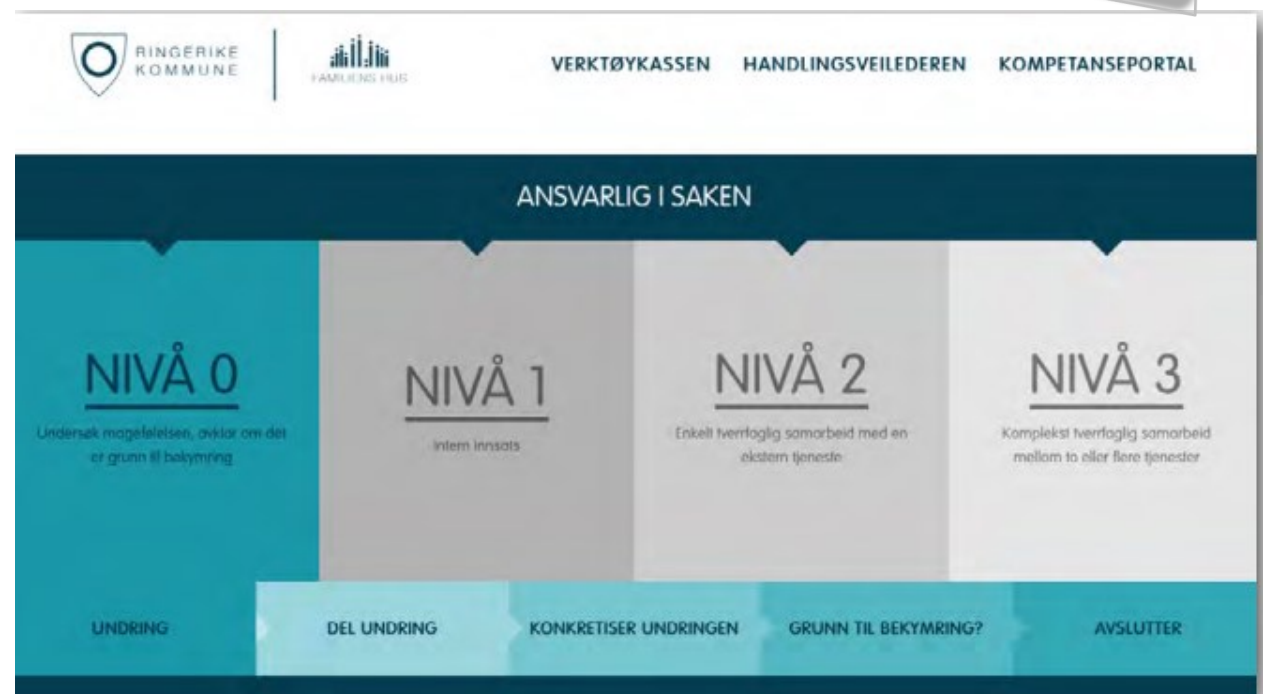 RINGERIKE
KOMMUNE
FAMILIENS HUS
VERKTØYKASSEN HANDLINGSVEILEDEREN KOMPETANSEPORTAL
ANSVARLIG I SAKEN
NIVÅ 0
Undersøk magefølelsen, avklar om det
er grunn til bekymring
NIVÅ 1
Intern innsats
NIVÅ 2
Enkelt tverrfaglig samarbeid med en
ekstern tjeneste
NIVÅ 3
Komplekst tverrfaglig samarbeid
mellom to eller flere tjenester
UNDRING DEL UNDRING KONKRETISER UNDRINGEN GRUNN TIL BEKYMRING? AVSLUTTER